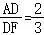 AD/DF = 2/3